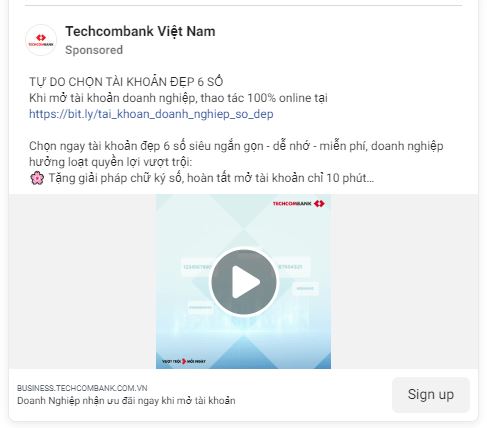 Techcombank Việt Nam
TECHCOMBANK
Sponsored
TỰ DO CHỌN TÀI KHOẢN ĐẸP 6 SỐ
Khi mở tài khoản doanh nghiệp, thao tác 100% online tại
https://bit.ly/tai_khoan_doanh_nghiep_so_dep
Chọn ngay tài khoản đẹp 6 số siêu ngắn gọn - dễ nhớ - miễn phí, doanh nghiệp
hưởng loạt quyền lợi vượt trội:
🌸 Tặng giải pháp chữ ký số, hoàn tất mở tài khoản chỉ 10 phút...
TECHCOMBANK
VƯỢT TRỘI MỖI NGÀY
BUSINESS.TECHCOMBANK.COM.VN
Doanh Nghiệp nhận ưu đãi ngay khi mở tài khoản
Sign up